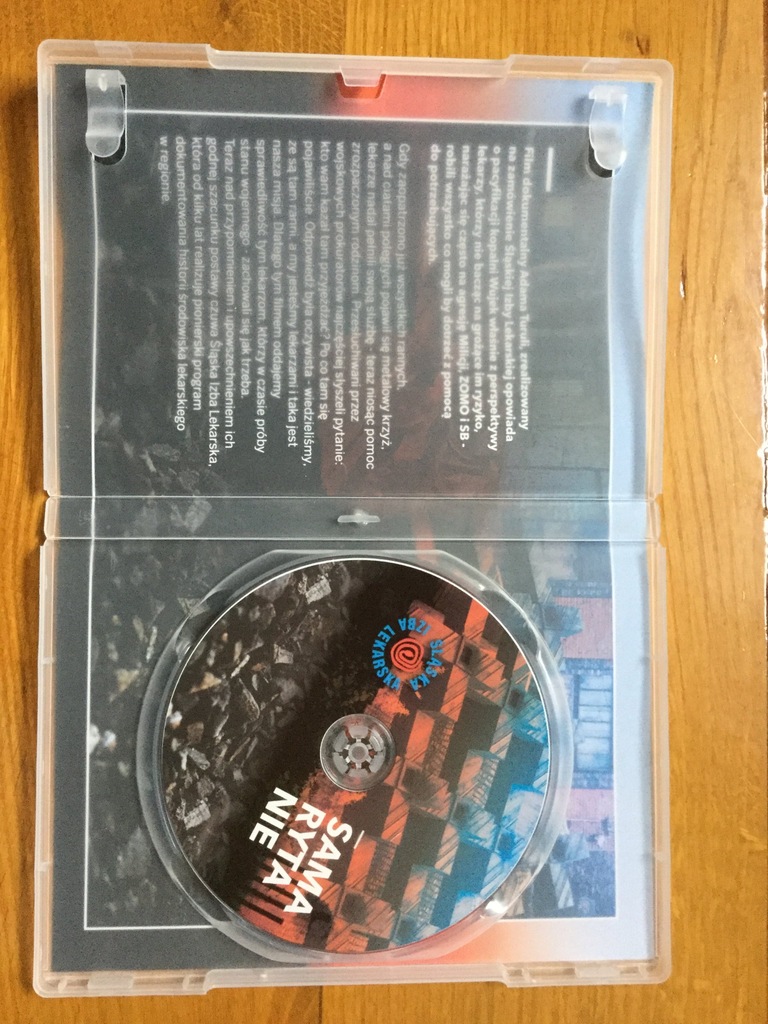 Film dokumentalny Adama Turuli, zrealizowany
na zamówienie Śląskiej Izby Lekarskiej opowiada
o pacyfikacji kopalni Wujek właśnie z perspektywy
lekarzy, którzy nie bacząc na grożące im ryzyko,
narażając się często na agresję Milicji, ZOMO i SB -
robili wszystko co mogli by dotrzeć z pomocą
do potrzebujących.
Gdy zaopatrzono już wszystkich rannych,
a nad ciałami poległych pojawił się metalowy krzyż,
lekarze nadal pełnili swoją służbę - teraz niosąc pomoc
zrozpaczonym rodzinom. Przesłuchiwani przez
wojskowych prokuratorów najczęściej słyszeli pytanie:
kto wam kazał tam przyjeżdżać? Po co tam się
pojawiliście. Odpowiedź była oczywista - wiedzieliśmy,
że są tam ranni, a my jesteśmy lekarzami i taka jest
nasza misja. Dlatego tym filmem oddajemy
sprawiedliwość tym lekarzom, którzy w czasie próby
stanu wojennego - zachowali się jak trzeba.
Teraz nad przypomnieniem i upowszechnieniem ich
godnej szacunku postawy czuwa Śląska Izba Lekarska,
która od kilku lat realizuje pionierski program
dokumentowania historii środowiska lekarskiego
w regionie.
ŚLĄSKA IZBA LEKARSKA
SAMA
RYTA
NIE